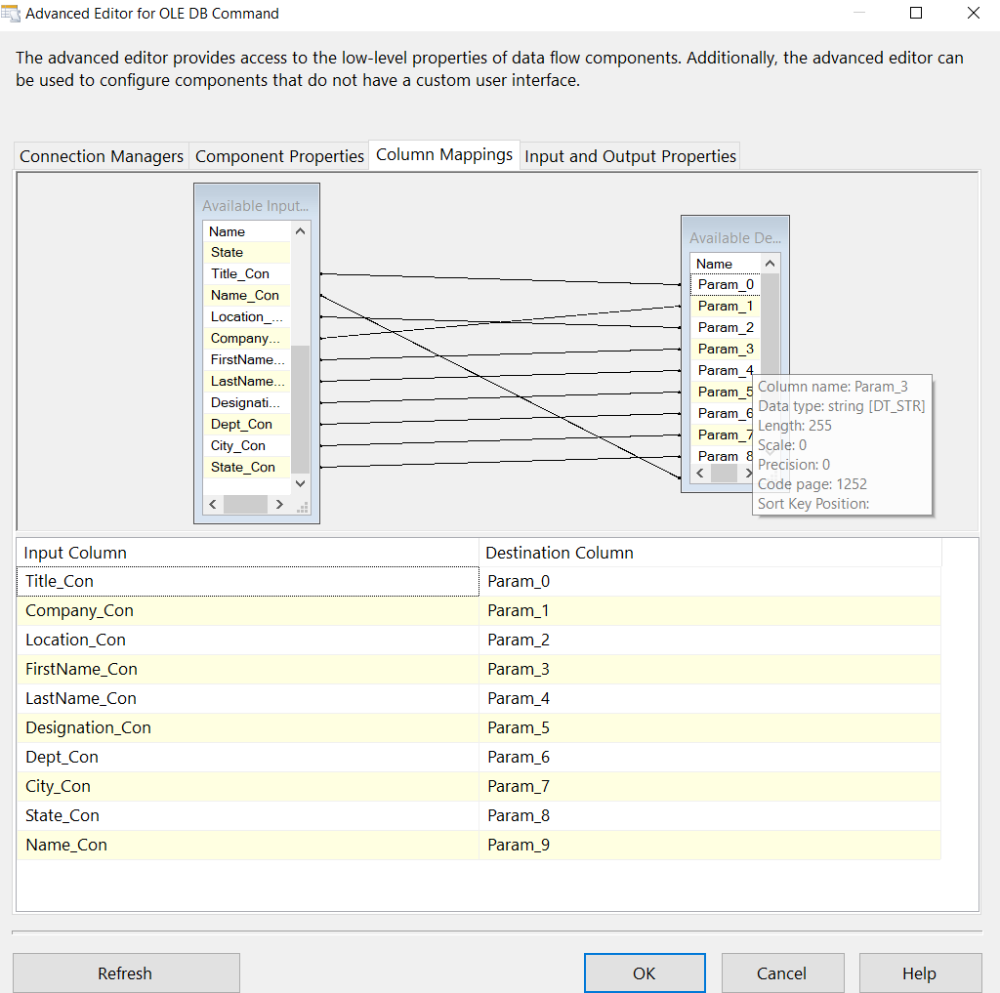 Advanced Editor for OLE DB Command
The advanced editor provides access to the low-level properties of data flow components. Additionally, the advanced editor can
be used to configure components that do not have a custom user interface.
Connection Managers Component Properties Column Mappings Input and Output Properties
Available Input...
Name
State
Title_Con
Name_Con
Location_...
Company...
FirstName...
LastName...
Designati...
Dept_Con
City_Con
State_Con
Available De...
Name
Param_0
Param_1
Param_2
Param_3
Param_4
Param_5
Param_6
Param_7
Param_8
Column name: Param_3
Data type: string [DT_STR]
Length: 255
Scale: 0
Precision: 0
Code page: 1252
Sort Key Position:
Input Column Destination Column
Title_Con Param_0
Company_Con Param_1
Location_Con Param_2
FirstName_Con Param_3
LastName_Con Param_4
Designation_Con Param_5
Dept_Con Param_6
City_Con Param_7
State_Con Param_8
Name_Con Param_9
Refresh OK Cancel Help